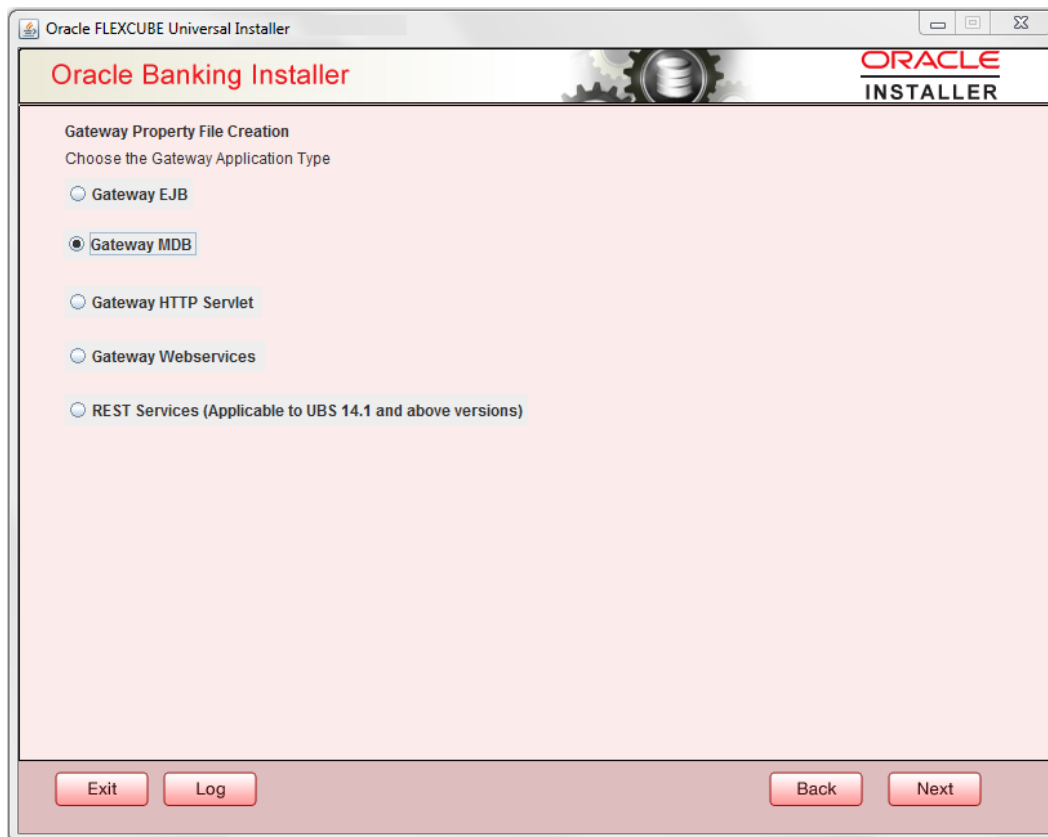 Oracle FLEXCUBE Universal Installer
Oracle Banking Installer
ORACLE
INSTALLER
Gateway Property File Creation
Choose the Gateway Application Type
Gateway EJB
Gateway MDB
Gateway HTTP Servlet
Gateway Webservices
REST Services (Applicable to UBS 14.1 and above versions)
Exit
Log
Back
Next